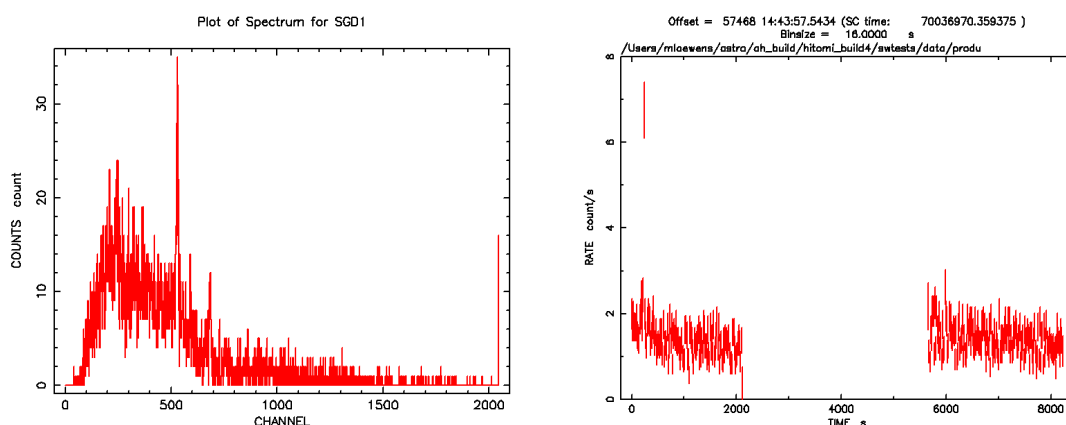 Plot of Spectrum for SGD1
COUNTS count
30
20
10
0
0 500 1000 1500 2000
CHANNEL
Offset = 57468 14:43:57.5434 (SC time: 70036970.359375 )
Binsize = 16.0000 s
/Users/mloewens/astro/ah_build/hitomi_build4/swtests/data/produ
RATE count/s
8
6
4
2
0
0 2000 4000 6000 8000
TIME s